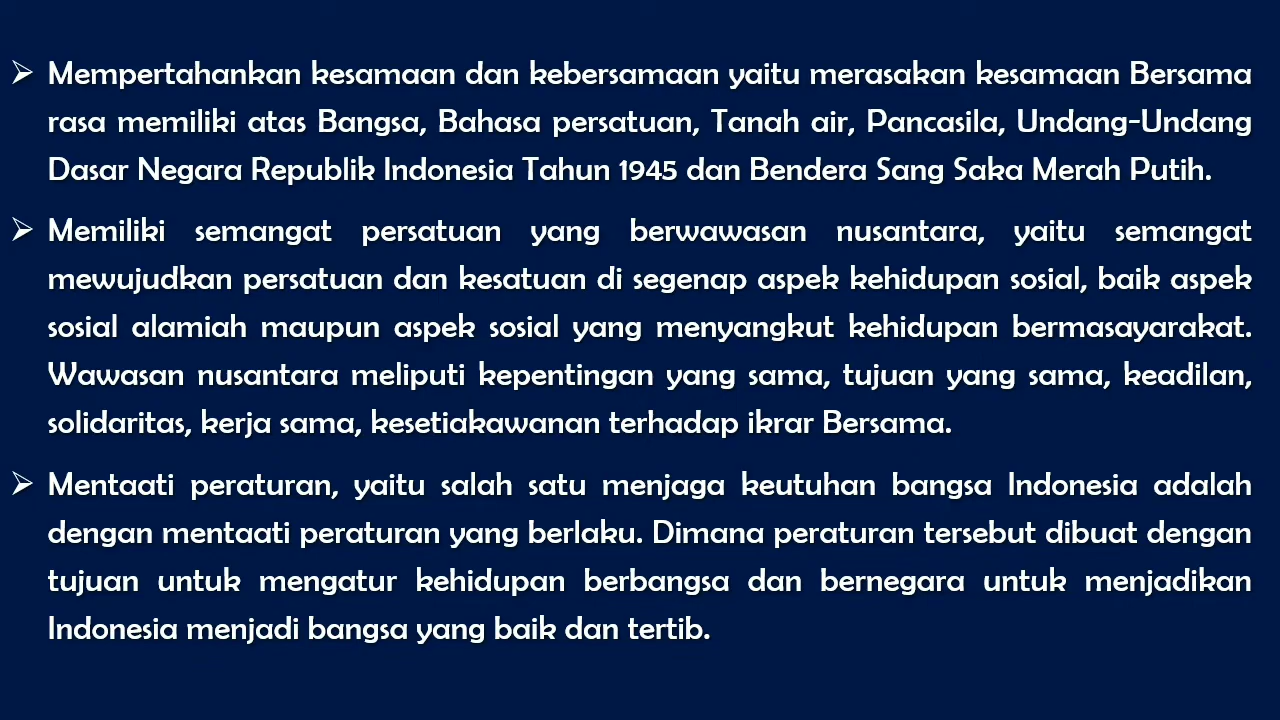 ➢ Mempertahankan kesamaan dan kebersamaan yaitu merasakan kesamaan Bersama
rasa memiliki atas Bangsa, Bahasa persatuan, Tanah air, Pancasila, Undang-Undang
Dasar Negara Republik Indonesia Tahun 1945 dan Bendera Sang Saka Merah Putih.
➢ Memiliki semangat persatuan yang berwawasan nusantara, yaitu semangat
mewujudkan persatuan dan kesatuan di segenap aspek kehidupan sosial, baik aspek
sosial alamiah maupun aspek sosial yang menyangkut kehidupan bermasayarakat.
Wawasan nusantara meliputi kepentingan yang sama, tujuan yang sama, keadilan,
solidaritas, kerja sama, kesetiakawanan terhadap ikrar Bersama.
➢ Mentaati peraturan, yaitu salah satu menjaga keutuhan bangsa Indonesia adalah
dengan mentaati peraturan yang berlaku. Dimana peraturan tersebut dibuat dengan
tujuan untuk mengatur kehidupan berbangsa dan bernegara untuk menjadikan
Indonesia menjadi bangsa yang baik dan tertib.